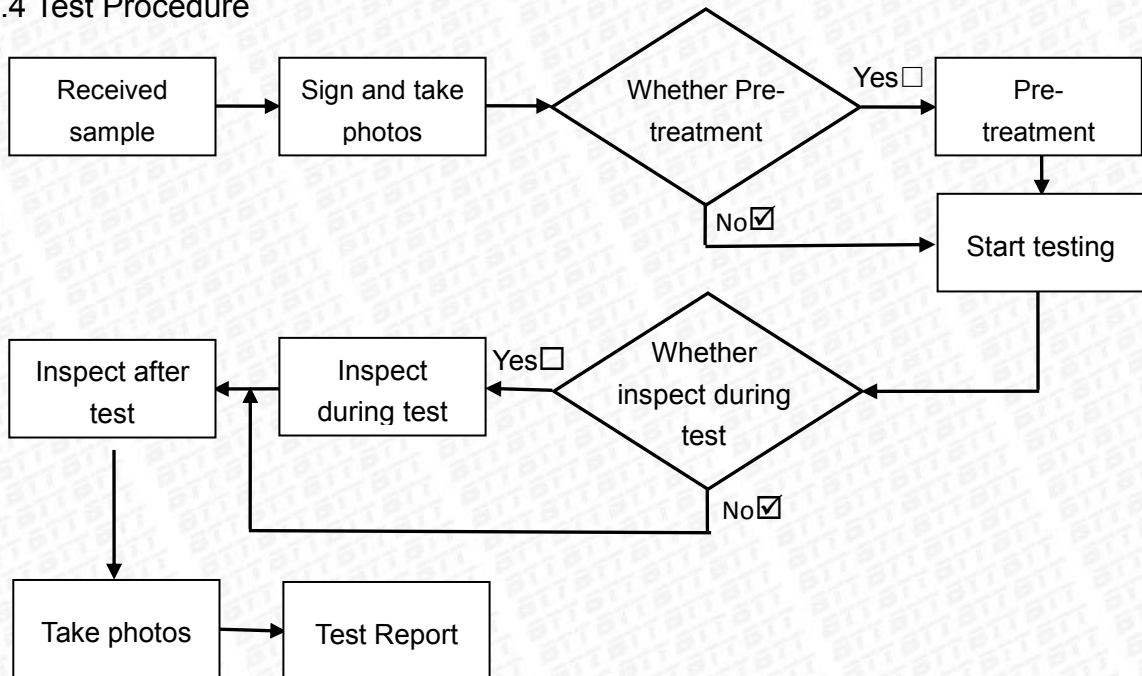 .4 Test Procedure
Received
sample
Sign and take
photos
Whether Pre-
treatment
Yes☐
Pre-
treatment
No☑
Start testing
Inspect after
test
Inspect
during test
Yes☐
Whether
inspect during
test
No☑
Take photos
Test Report